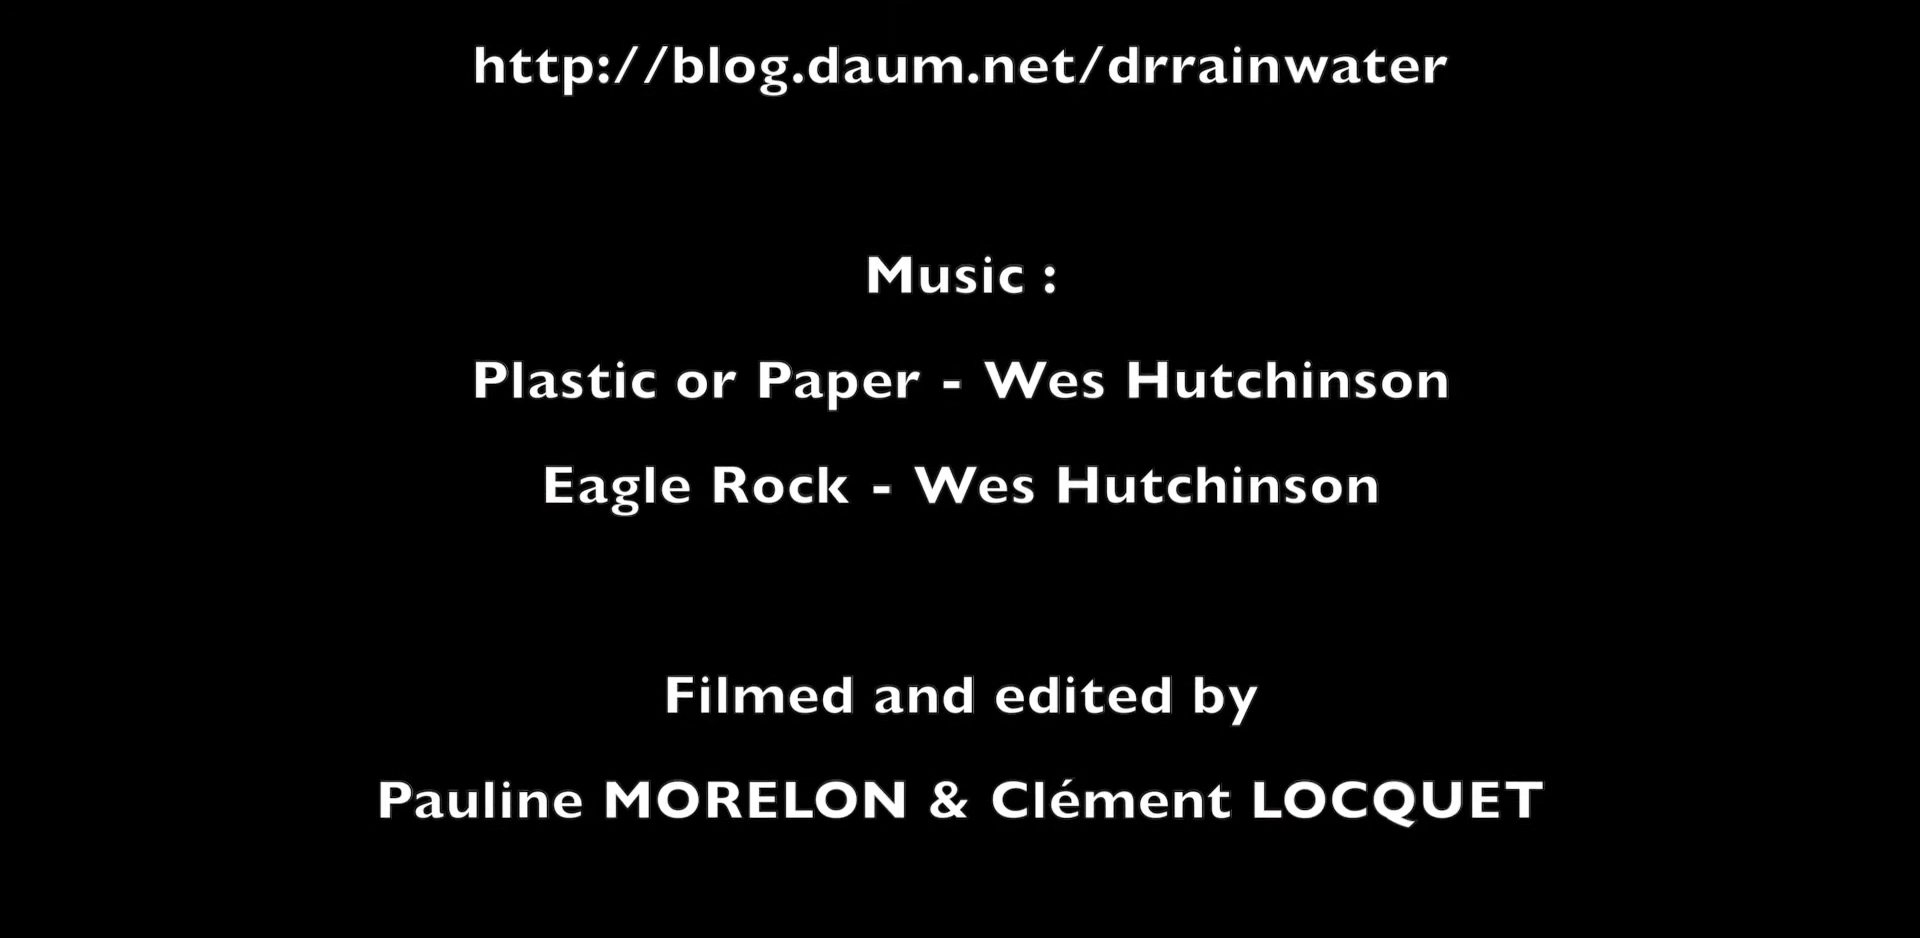 http://blog.daum.net/drrainwater
Music :
Plastic or Paper - Wes Hutchinson
Eagle Rock - Wes Hutchinson
Filmed and edited by
Pauline MORELON & Clément LOCQUET